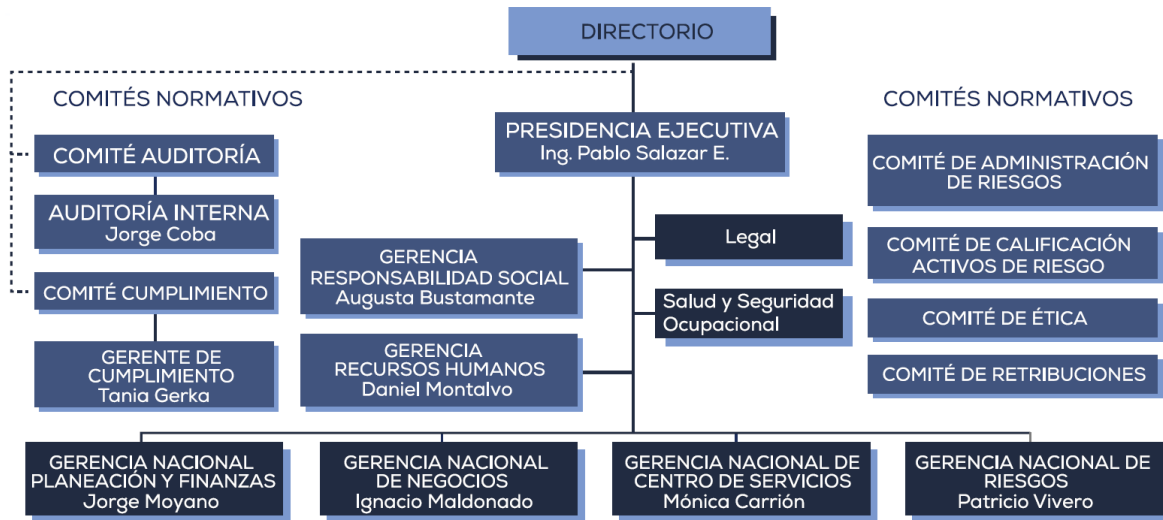 DIRECTORIO
COMITÉS NORMATIVOS
COMITÉ AUDITORÍA
AUDITORÍA INTERNA
Jorge Coba
COMITÉ CUMPLIMIENTO
GERENTE DE
CUMPLIMIENTO
Tania Gerka
PRESIDENCIA EJECUTIVA
Ing. Pablo Salazar E.
Legal
GERENCIA
RESPONSABILIDAD SOCIAL
Augusta Bustamante
Salud y Seguridad
Ocupacional
GERENCIA
RECURSOS HUMANOS
Daniel Montalvo
COMITÉS NORMATIVOS
COMITÉ DE ADMINISTRACIÓN
DE RIESGOS
COMITÉ DE CALIFICACIÓN
ACTIVOS DE RIESGO
COMITÉ DE ÉTICA
COMITÉ DE RETRIBUCIONES
GERENCIA NACIONAL
PLANEACIÓN Y FINANZAS
Jorge Moyano
GERENCIA NACIONAL
DE NEGOCIOS
Ignacio Maldonado
GERENCIA NACIONAL DE
CENTRO DE SERVICIOS
Mónica Carrión
GERENCIA NACIONAL DE
RIESGOS
Patricio Vivero